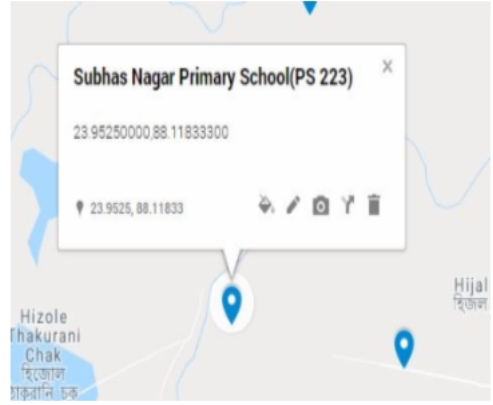 Subhas Nagar Primary School(PS 223)
23.95250000,88.11833300
23.9525, 88.11833
Hijal
হিজল
Hizole
Thakurani
Chak
হিজোল
ঠাকুরানি চক